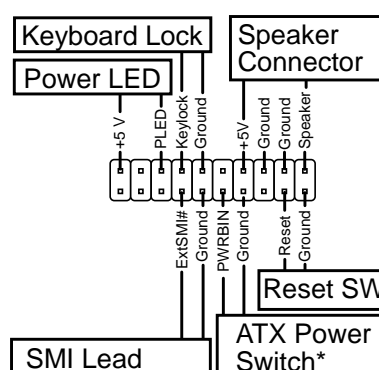 Keyboard Lock
Speaker
Connector
Power LED
+5 V
PLED
Keylock
Ground
+5V
Ground
Ground
Speaker
ExtSMI#
Ground
PWRBIN
Ground
Reset
Ground
Reset SW
ATX Power
Switch*
SMI Lead